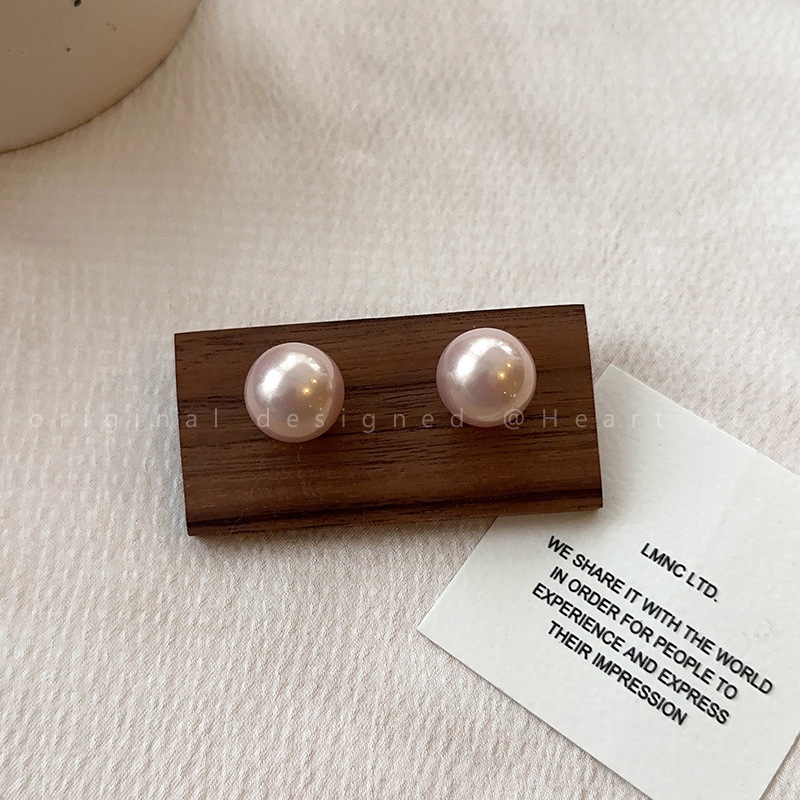 original designed @Heart
LMNC LTD.
WE SHARE IT WITH THE WORLD
IN ORDER FOR PEOPLE TO
EXPERIENCE AND EXPRESS
THEIR IMPRESSION